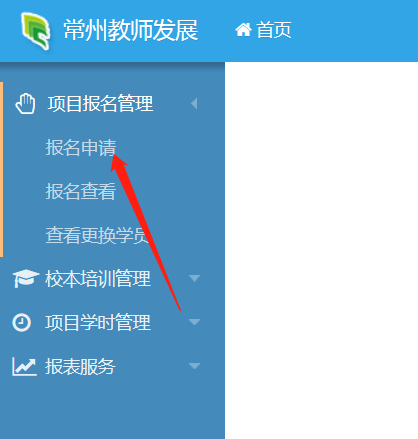 常州教师发展 首页
项目报名管理
报名申请
报名查看
查看更换学员
校本培训管理
项目学时管理
报表服务